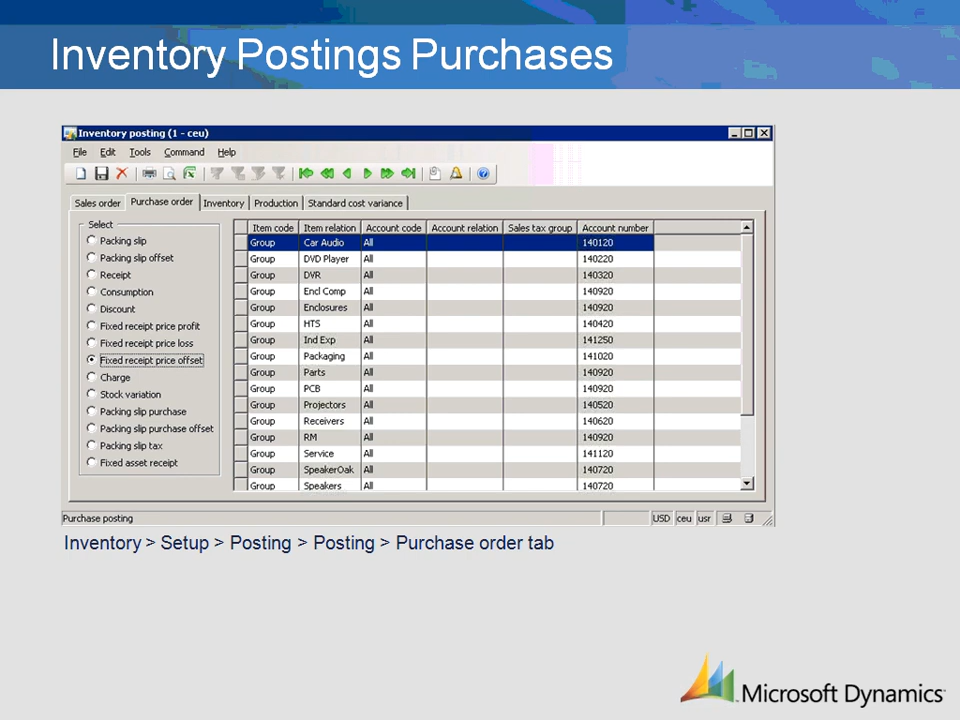 Inventory Postings Purchases
Inventory posting (1 - ceu)
File Edit Tools Command Help
Sales order Purchase order Inventory Production Standard cost variance
Select
Packing slip
Packing slip offset
Receipt
Consumption
Discount
Fixed receipt price profit
Fixed receipt price loss
Fixed receipt price offset
Charge
Stock variation
Packing slip purchase
Packing slip purchase offset
Packing slip tax
Fixed asset receipt
Item code Item relation Account code Account relation Sales tax group Account number
Group Car Audio All 140120
Group DVD Player All 140220
Group DVR All 140320
Group Encl Comp All 140920
Group Enclosures All 140920
Group HTS All 140420
Group Ind Exp All 141250
Group Packaging All 141020
Group Parts All 140920
Group PCB All 140920
Group Projectors All 140520
Group Receivers All 140620
Group RM All 140920
Group Service All 141120
Group SpeakerOak All 140720
Group Speakers All 140720
Purchase posting USD ceu usr
Inventory > Setup > Posting > Posting > Purchase order tab
Microsoft Dynamics